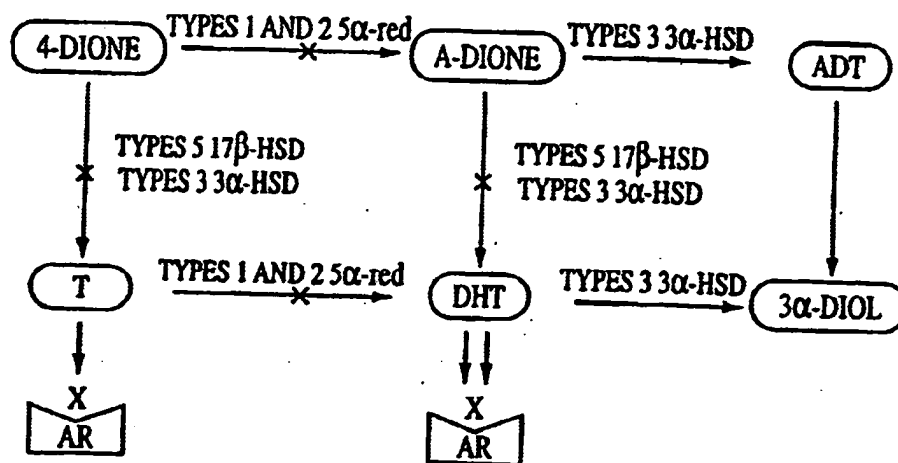 4-DIONE
TYPES 1 AND 2 5α-red
A-DIONE
TYPES 3 3α-HSD
ADT
TYPES 5 17β-HSD
TYPES 3 3α-HSD
TYPES 5 17β-HSD
TYPES 3 3α-HSD
T
TYPES 1 AND 2 5α-red
DHT
TYPES 3 3α-HSD
3α-DIOL
X
AR
X
AR